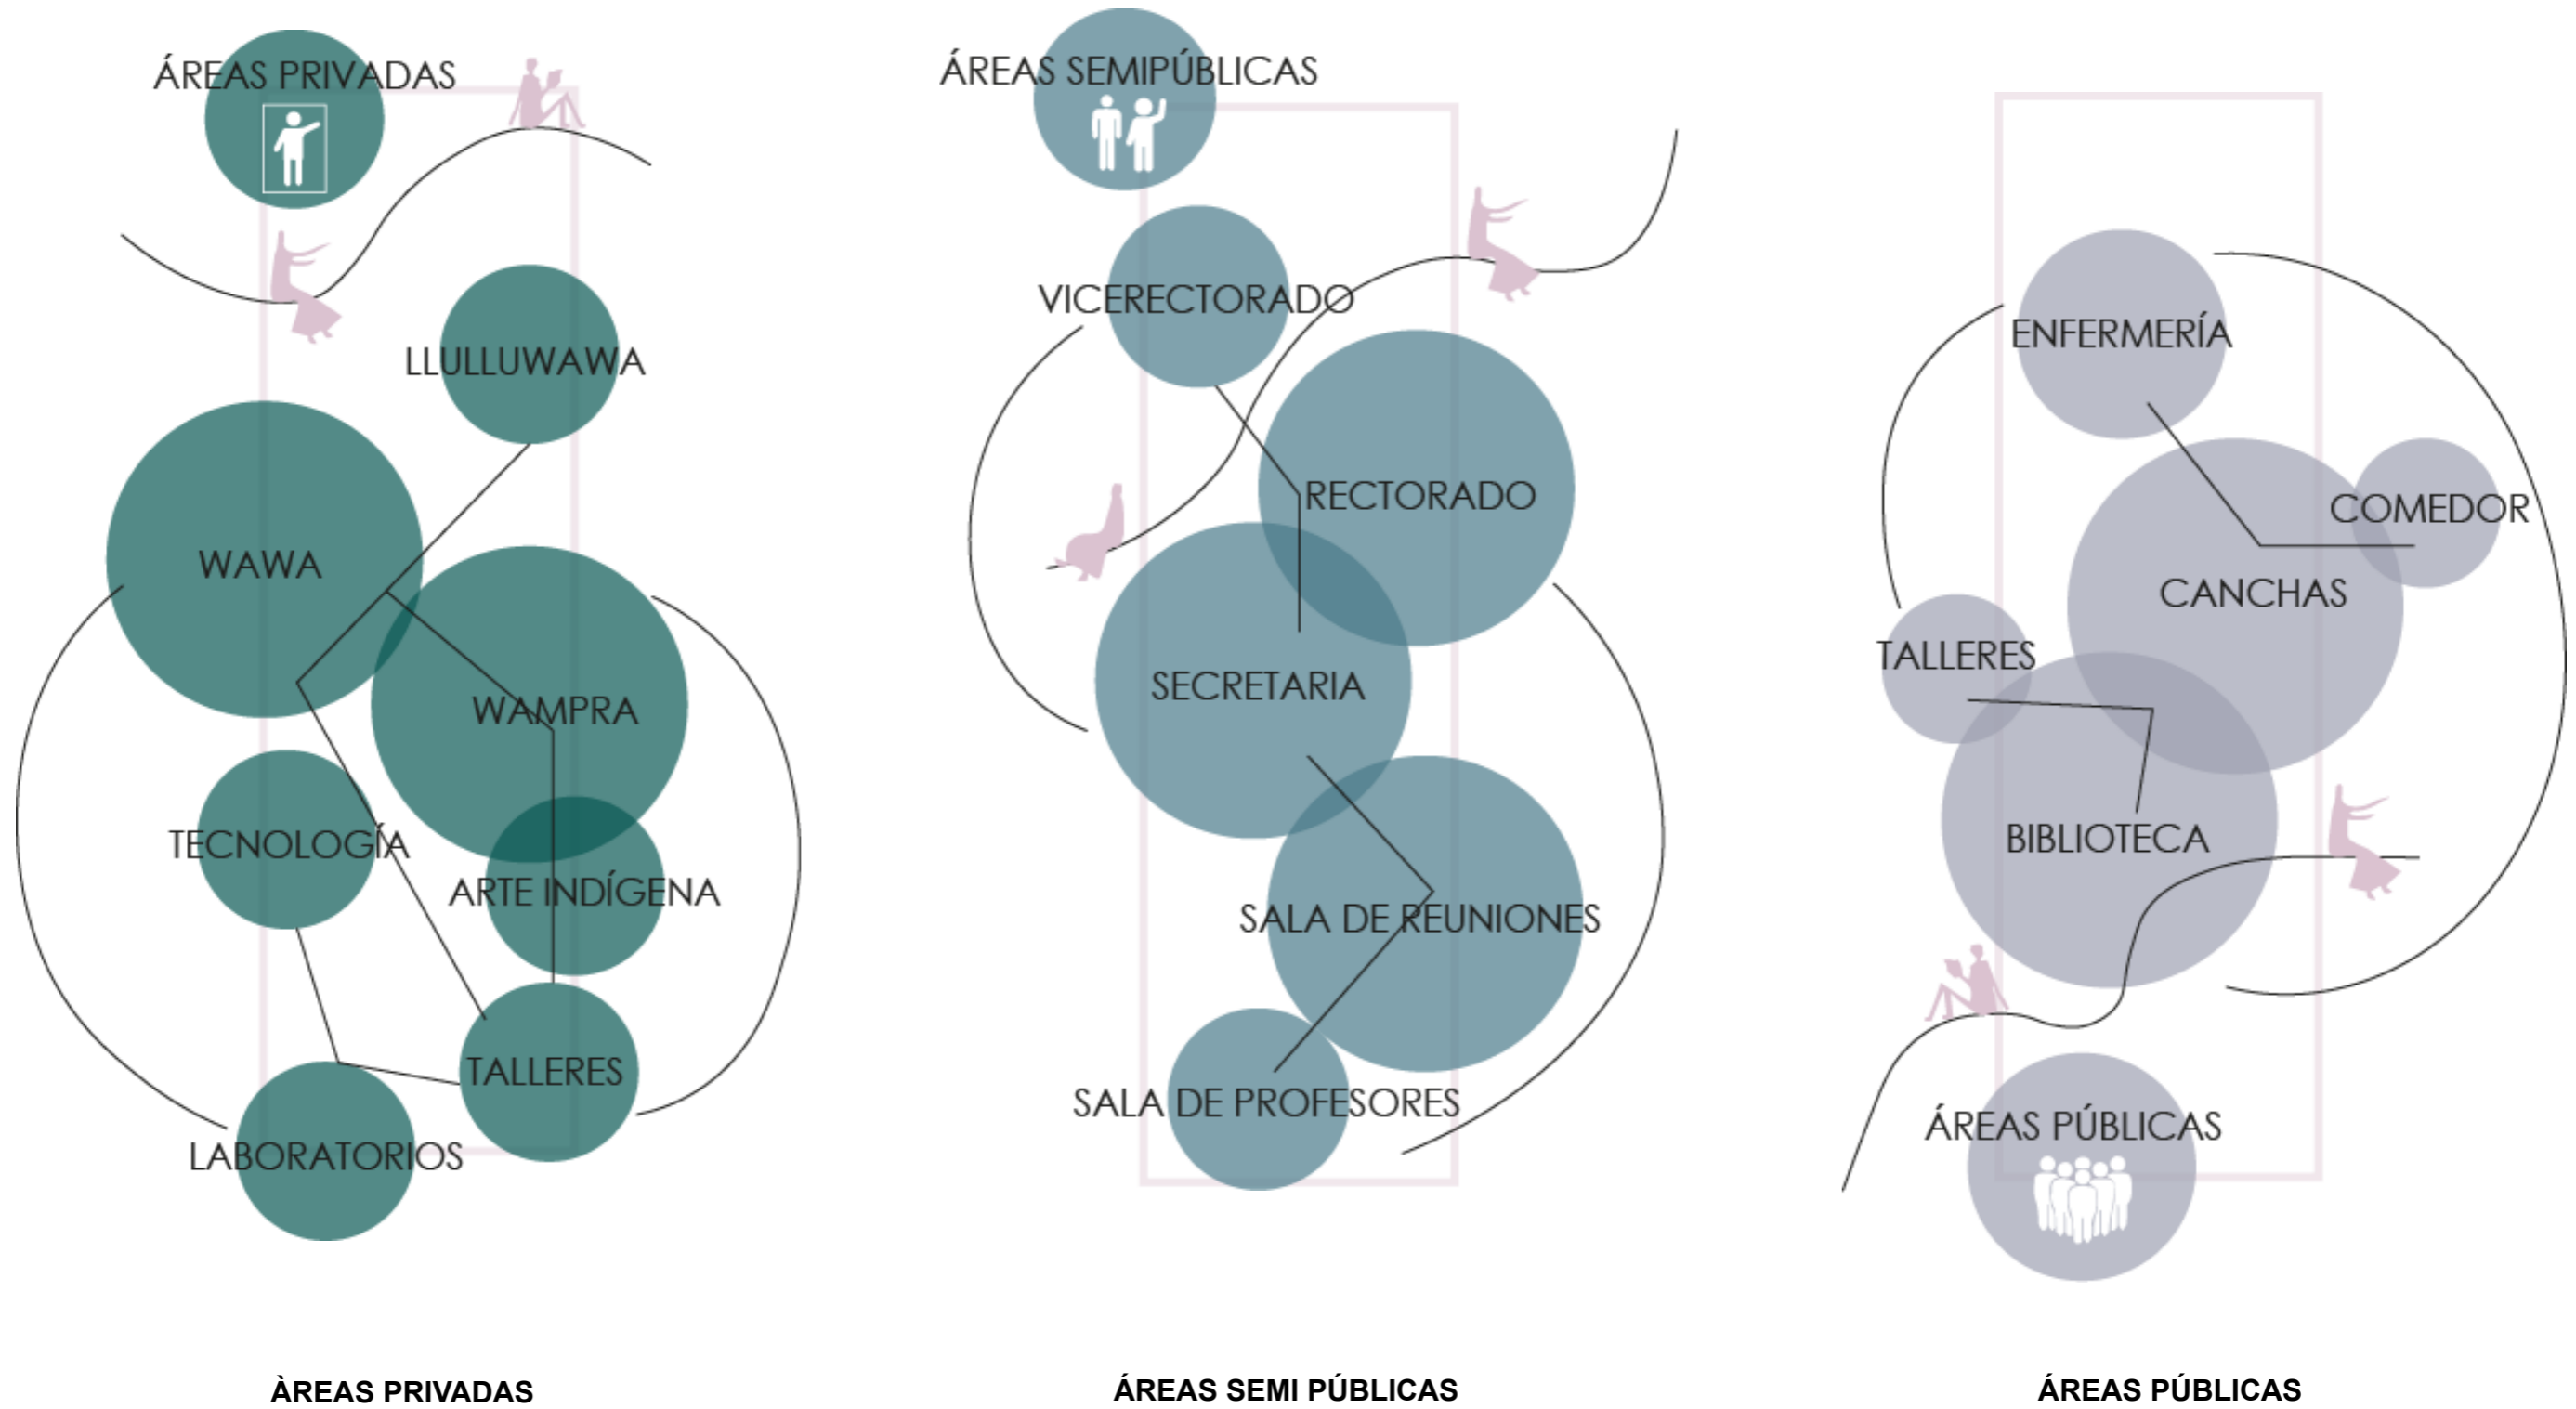 ÁREAS PRIVADAS
LLULLUWAWA
WAWA
WAMPRA
TECNOLOGÍA
ARTE INDÍGENA
TALLERES
LABORATORIOS
ÀREAS PRIVADAS
ÁREAS SEMIPÚBLICAS
VICERECTORADO
RECTORADO
SECRETARIA
SALA DE REUNIONES
SALA DE PROFESORES
ÁREAS SEMI PÚBLICAS
ENFERMERÍA
COMEDOR
CANCHAS
TALLERES
BIBLIOTECA
ÁREAS PÚBLICAS
ÁREAS PÚBLICAS